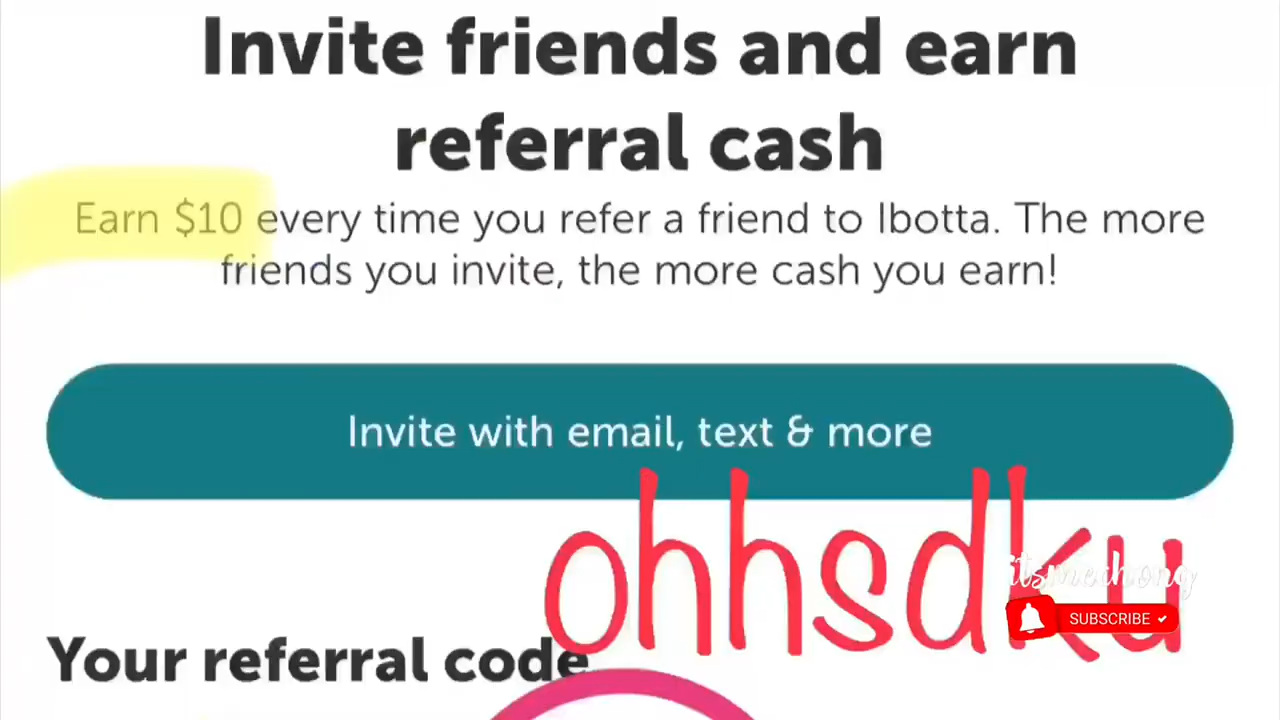 Invite friends and earn
referral cash
Earn $10 every time you refer a friend to Ibotta. The more
friends you invite, the more cash you earn!
Invite with email, text & more
ohhsdku
itsmechong
SUBSCRIBE
Your referral code